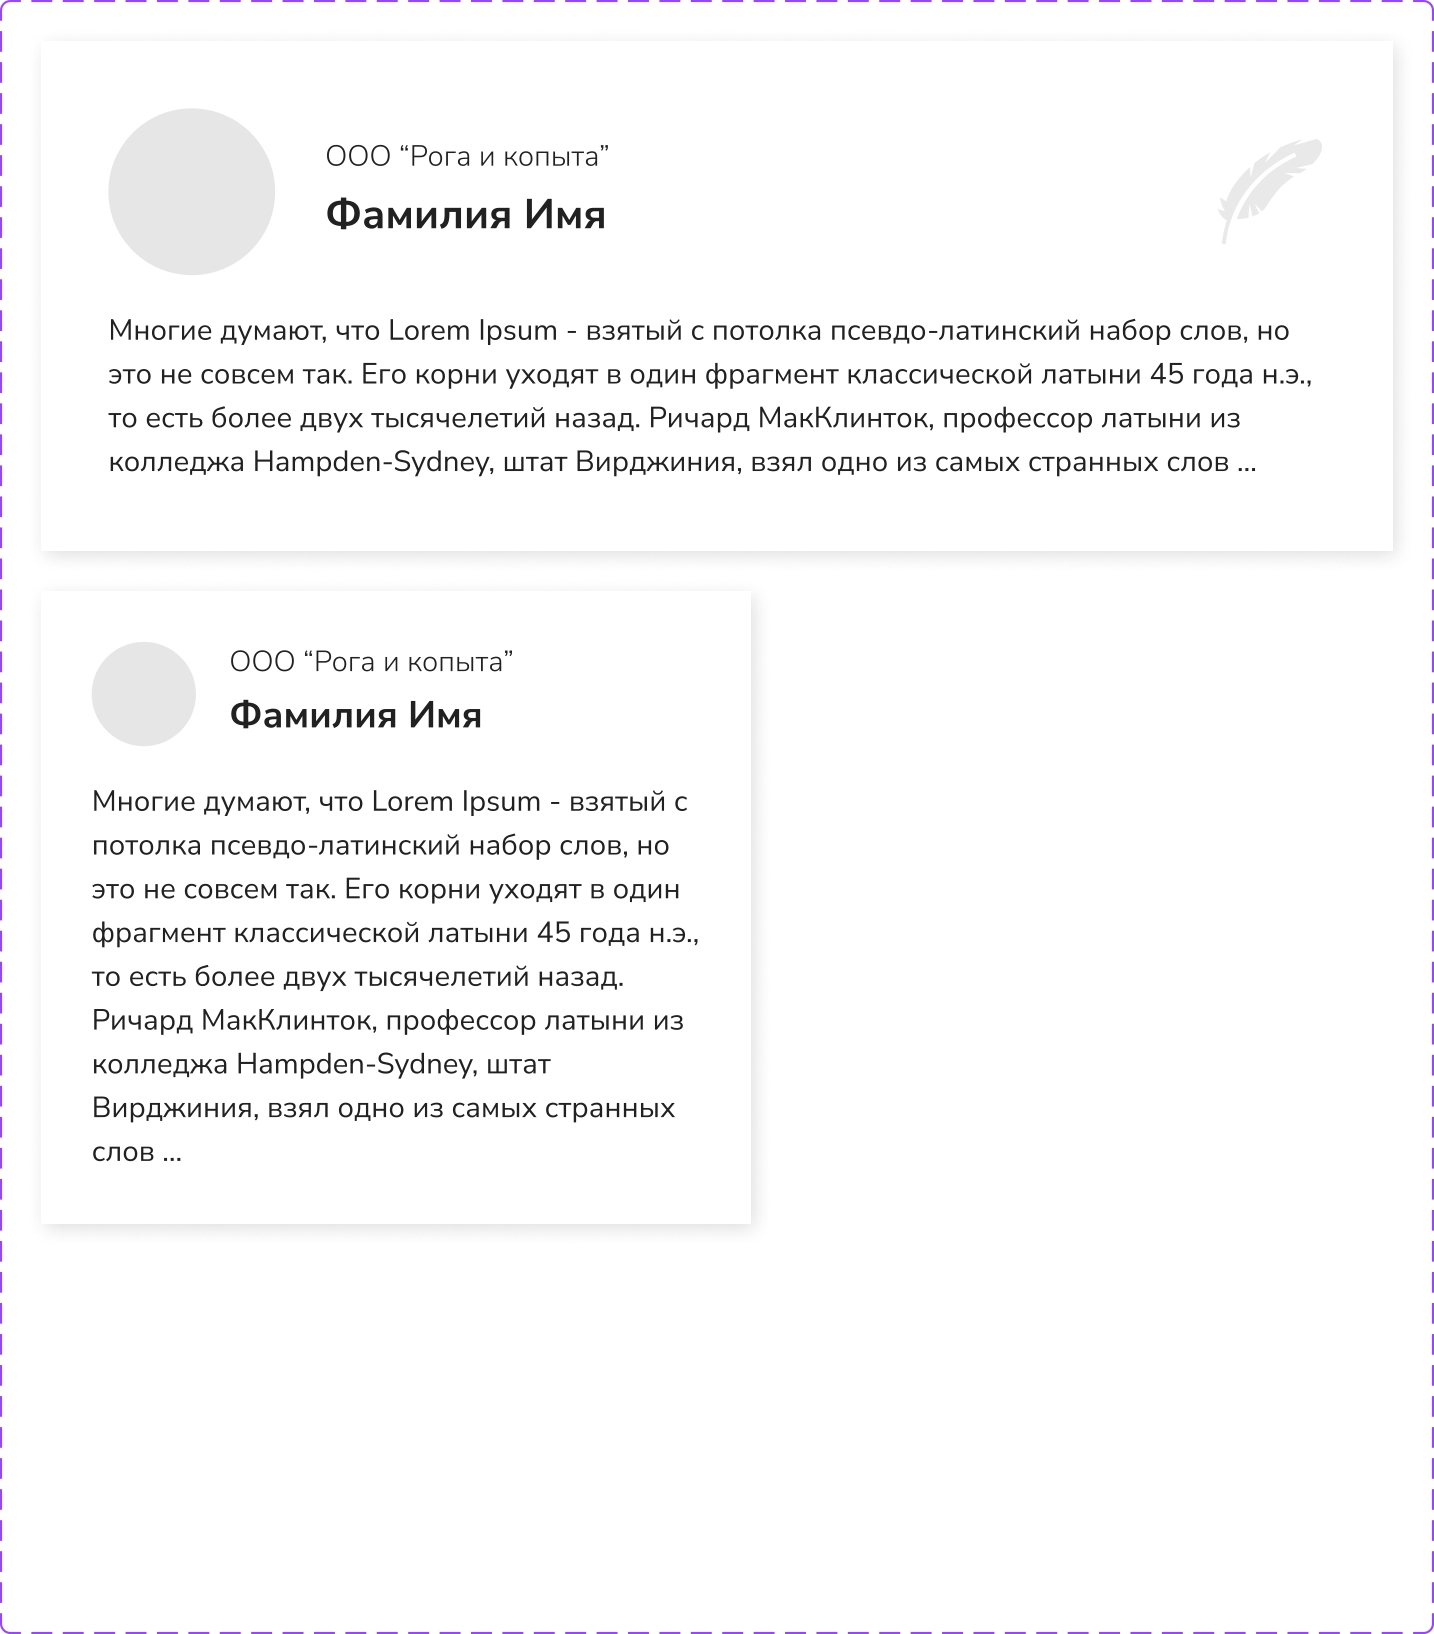 ООО “Рога и копыта”
Фамилия Имя
Многие думают, что Lorem Ipsum - взятый с потолка псевдо-латинский набор слов, но
это не совсем так. Его корни уходят в один фрагмент классической латыни 45 года н.э.,
то есть более двух тысячелетий назад. Ричард МакКлинток, профессор латыни из
колледжа Hampden-Sydney, штат Вирджиния, взял одно из самых странных слов ...
ООО “Рога и копыта”
Фамилия Имя
Многие думают, что Lorem Ipsum - взятый с
потолка псевдо-латинский набор слов, но
это не совсем так. Его корни уходят в один
фрагмент классической латыни 45 года н.э.,
то есть более двух тысячелетий назад.
Ричард МакКлинток, профессор латыни из
колледжа Hampden-Sydney, штат
Вирджиния, взял одно из самых странных
слов ...